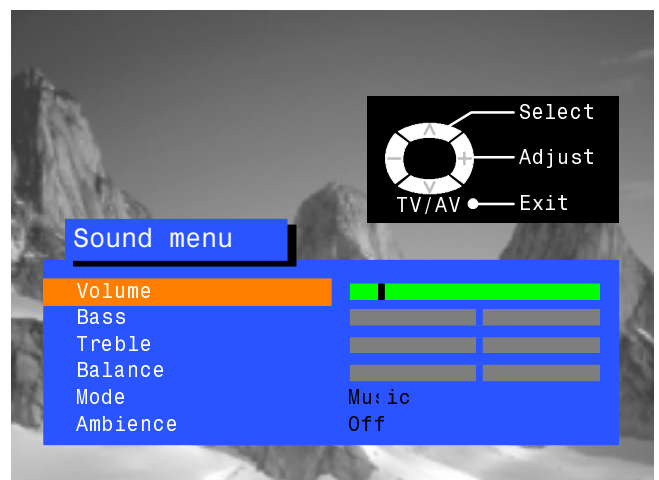 Select
Adjust
TV/AV Exit
Sound menu
Volume
Bass
Treble
Balance
Mode Music
Ambience Off